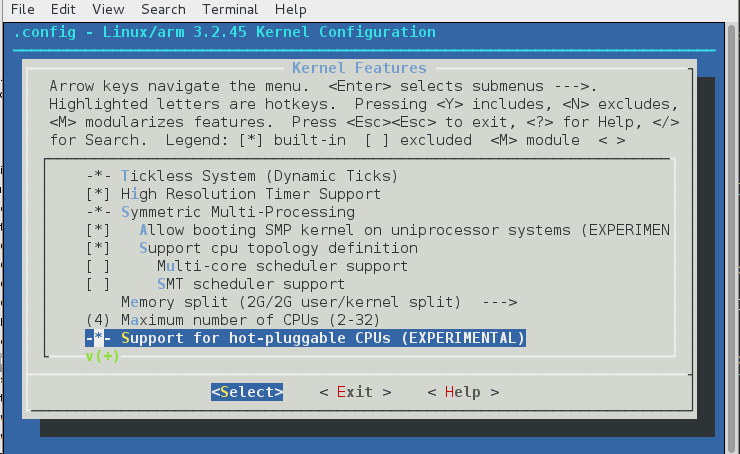 File Edit View Search Terminal Help
.config - Linux/arm 3.2.45 Kernel Configuration
Kernel Features
Arrow keys navigate the menu. <Enter> selects submenus --->.
Highlighted letters are hotkeys. Pressing <Y> includes, <N> excludes,
<M> modularizes features. Press <Esc><Esc> to exit, <?> for Help, </>
for Search. Legend: [*] built-in [ ] excluded <M> module < >
-*- Tickless System (Dynamic Ticks)
[*] High Resolution Timer Support
-*- Symmetric Multi-Processing
[*] Allow booting SMP kernel on uniprocessor systems (EXPERIMEN
[*] Support cpu topology definition
[ ] Multi-core scheduler support
[ ] SMT scheduler support
Memory split (2G/2G user/kernel split) --->
(4) Maximum number of CPUs (2-32)
-*- Support for hot-pluggable CPUs (EXPERIMENTAL)
v(+)
<Select> < Exit > < Help >